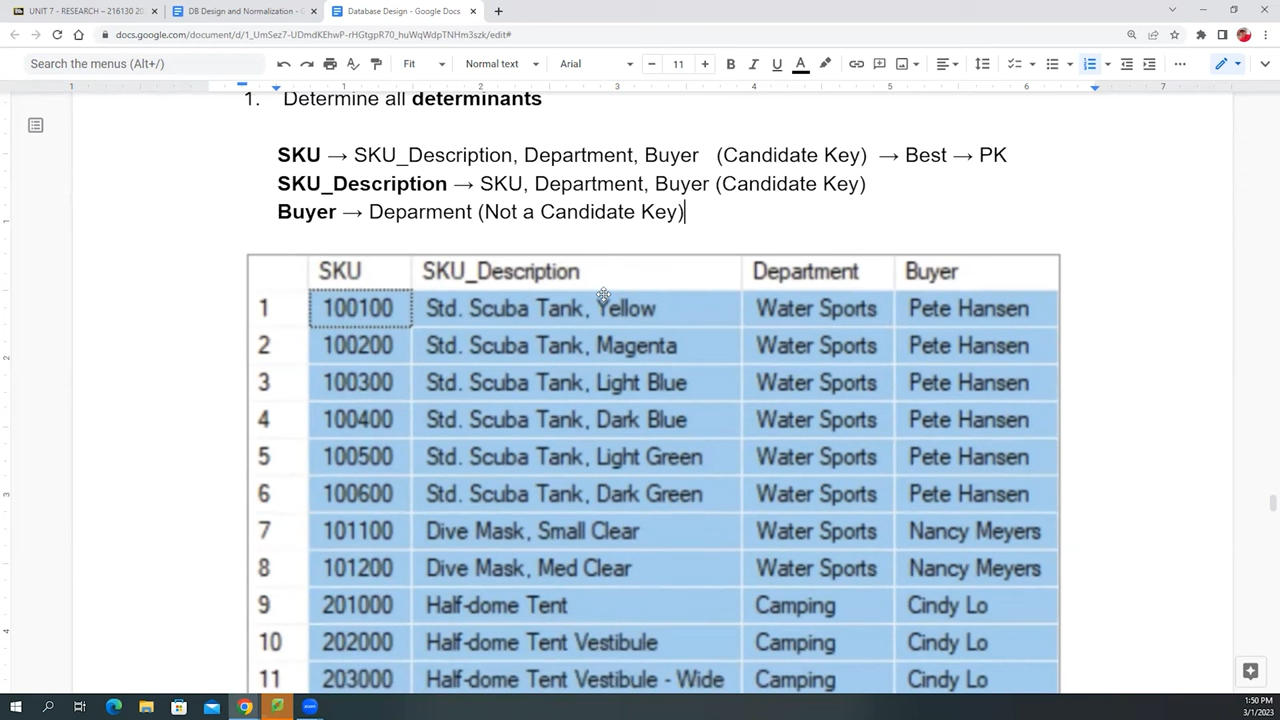 UNIT 7 - RESEARCH – 216130 20
DB Design and Normalization - G
Database Design - Google Docs
docs.google.com/document/d/1_UmSez7-UDmdKEhwP-rHGtgpR70_huWqWdpTNHm3szk/edit#
Search the menus (Alt+/)
Fit
Normal text
Arial
11
1 1 2 3 4 5 6 7
1. Determine all determinants
SKU → SKU_Description, Department, Buyer (Candidate Key) → Best → PK
SKU_Description → SKU, Department, Buyer (Candidate Key)
Buyer → Deparment (Not a Candidate Key)
SKU SKU_Description Department Buyer
1 100100 Std. Scuba Tank, Yellow Water Sports Pete Hansen
2 100200 Std. Scuba Tank, Magenta Water Sports Pete Hansen
3 100300 Std. Scuba Tank, Light Blue Water Sports Pete Hansen
4 100400 Std. Scuba Tank, Dark Blue Water Sports Pete Hansen
5 100500 Std. Scuba Tank, Light Green Water Sports Pete Hansen
6 100600 Std. Scuba Tank, Dark Green Water Sports Pete Hansen
7 101100 Dive Mask, Small Clear Water Sports Nancy Meyers
8 101200 Dive Mask, Med Clear Water Sports Nancy Meyers
9 201000 Half-dome Tent Camping Cindy Lo
10 202000 Half-dome Tent Vestibule Camping Cindy Lo
11 203000 Half-dome Tent Vestibule - Wide Camping Cindy Lo
1:50 PM
3/1/2023